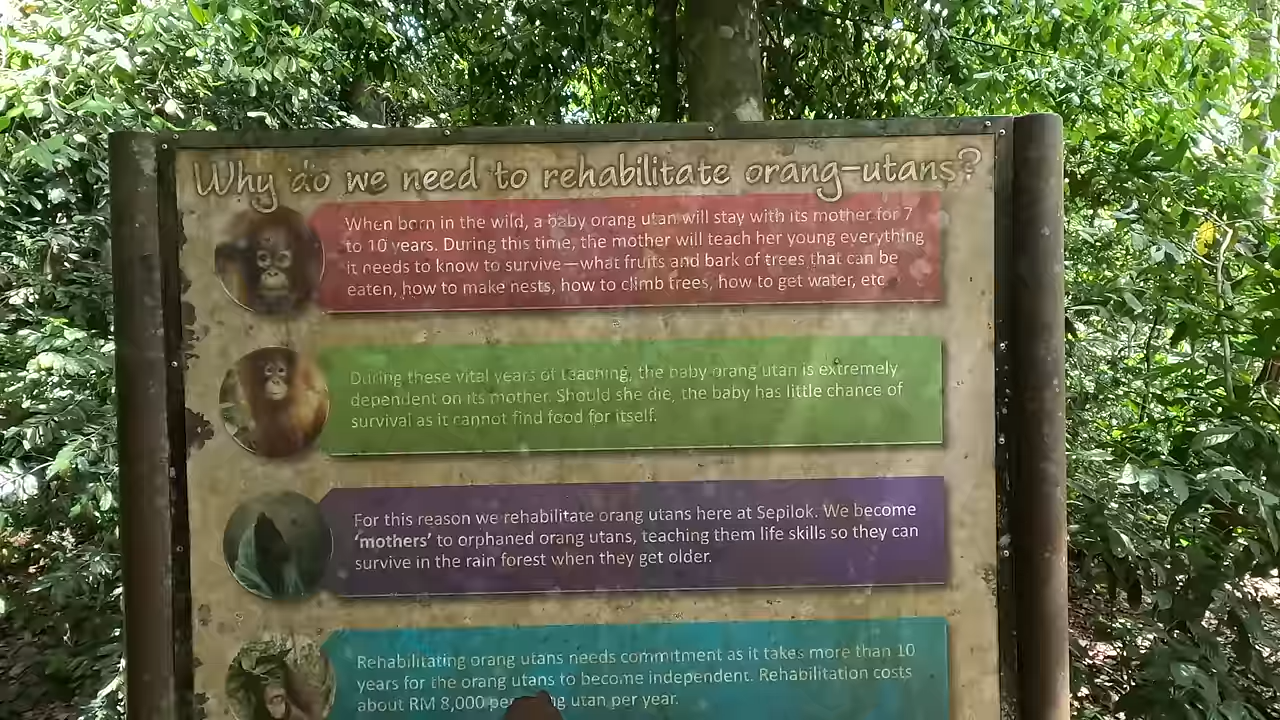 Why do we need to rehabilitate orang-utans?
When born in the wild, a baby orang utan will stay with its mother for 7
to 10 years. During this time, the mother will teach her young everything
it needs to know to survive—what fruits and bark of trees that can be
eaten, how to make nests, how to climb trees, how to get water, etc
During these vital years of teaching, the baby orang utan is extremely
dependent on its mother. Should she die, the baby has little chance of
survival as it cannot find food for itself.
For this reason we rehabilitate orang utans here at Sepilok. We become
‘mothers’ to orphaned orang utans, teaching them life skills so they can
survive in the rain forest when they get older.
Rehabilitating orang utans needs commitment as it takes more than 10
years for the orang utans to become independent. Rehabilitation costs
about RM 8,000 utan per year.